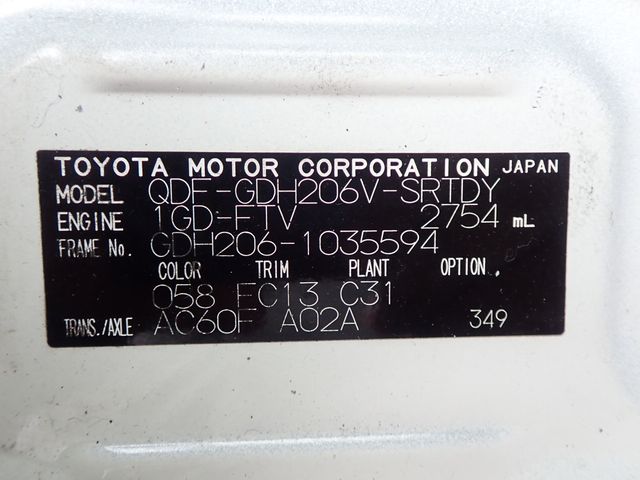 TOYOTA MOTOR CORPORATION JAPAN
MODEL QDF-GDH206V-SRTDY
ENGINE 1GD-FTV 2754 mL
FRAME No. GDH206-1035594
COLOR TRIM PLANT OPTION.
058 FC13 C31
TRANS./AXLE AC60F A02A 349